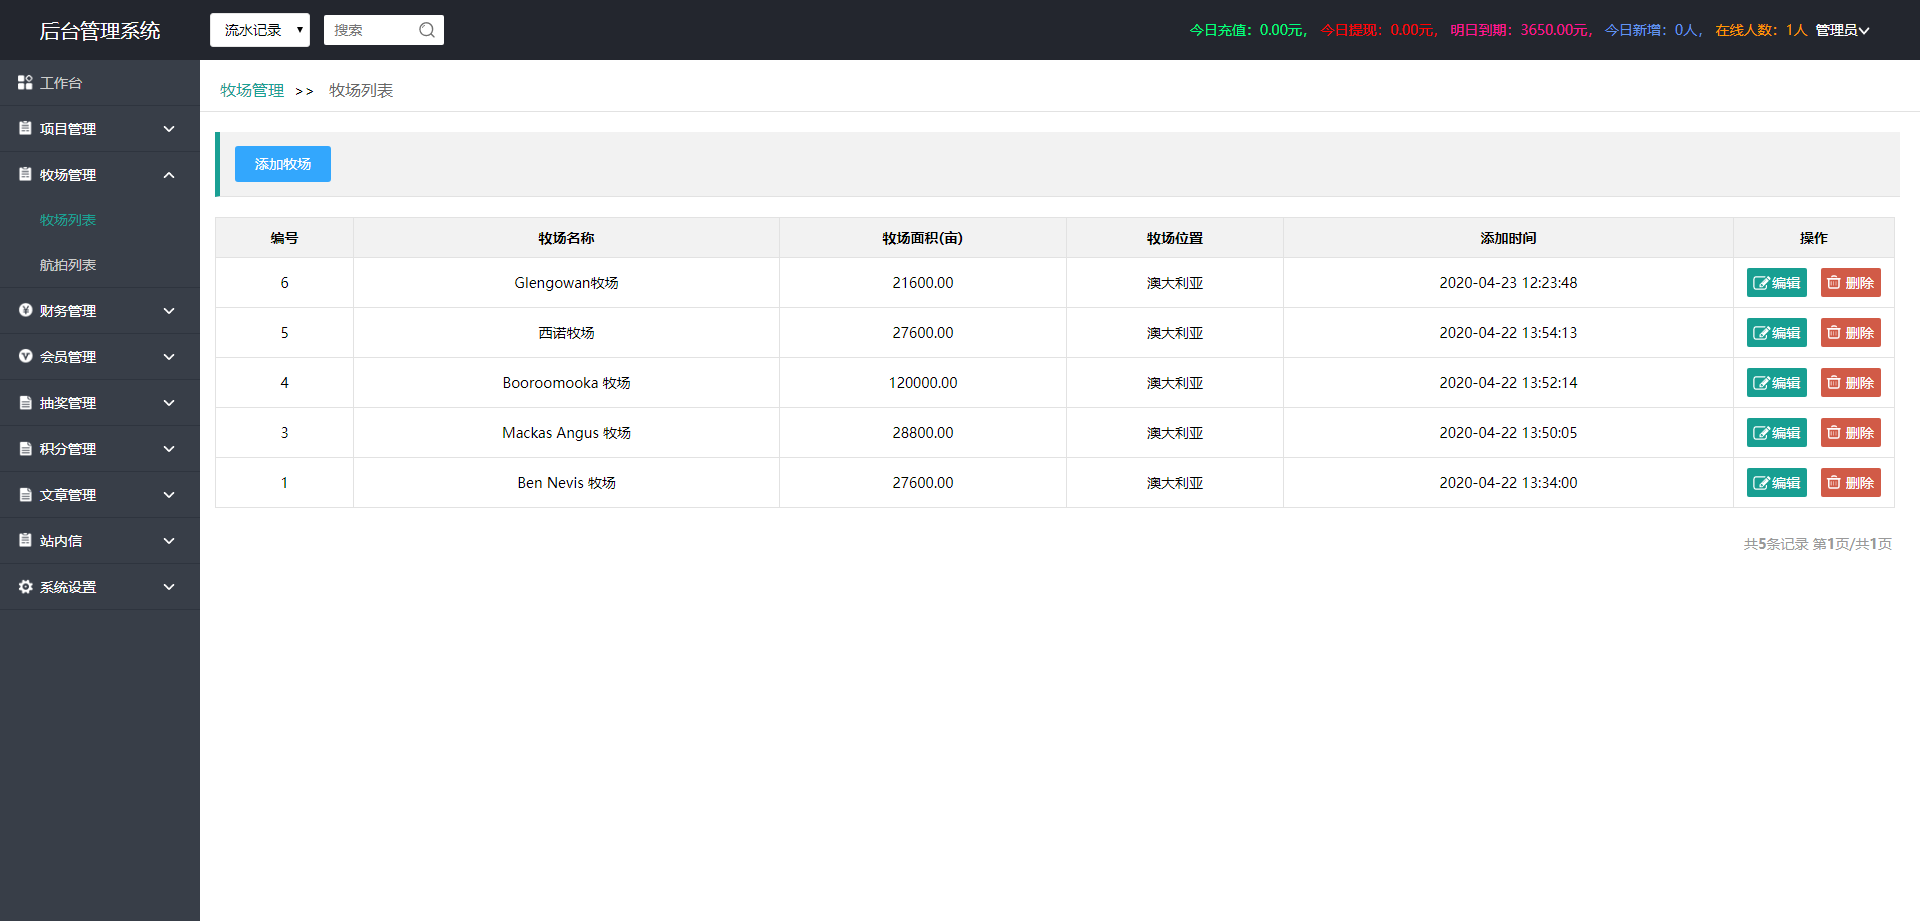 后台管理系统 流水记录 搜索 今日充值：0.00元， 今日提现：0.00元， 明日到期：3650.00元， 今日新增：0人， 在线人数：1人 管理员
工作台
项目管理
牧场管理
牧场列表
航拍列表
财务管理
会员管理
抽奖管理
积分管理
文章管理
站内信
系统设置
牧场管理 >> 牧场列表
添加牧场
编号 牧场名称 牧场面积(亩) 牧场位置 添加时间 操作
6 Glengowan牧场 21600.00 澳大利亚 2020-04-23 12:23:48 编辑 删除
5 西诺牧场 27600.00 澳大利亚 2020-04-22 13:54:13 编辑 删除
4 Booroomooka 牧场 120000.00 澳大利亚 2020-04-22 13:52:14 编辑 删除
3 Mackas Angus 牧场 28800.00 澳大利亚 2020-04-22 13:50:05 编辑 删除
1 Ben Nevis 牧场 27600.00 澳大利亚 2020-04-22 13:34:00 编辑 删除
共5条记录 第1页/共1页